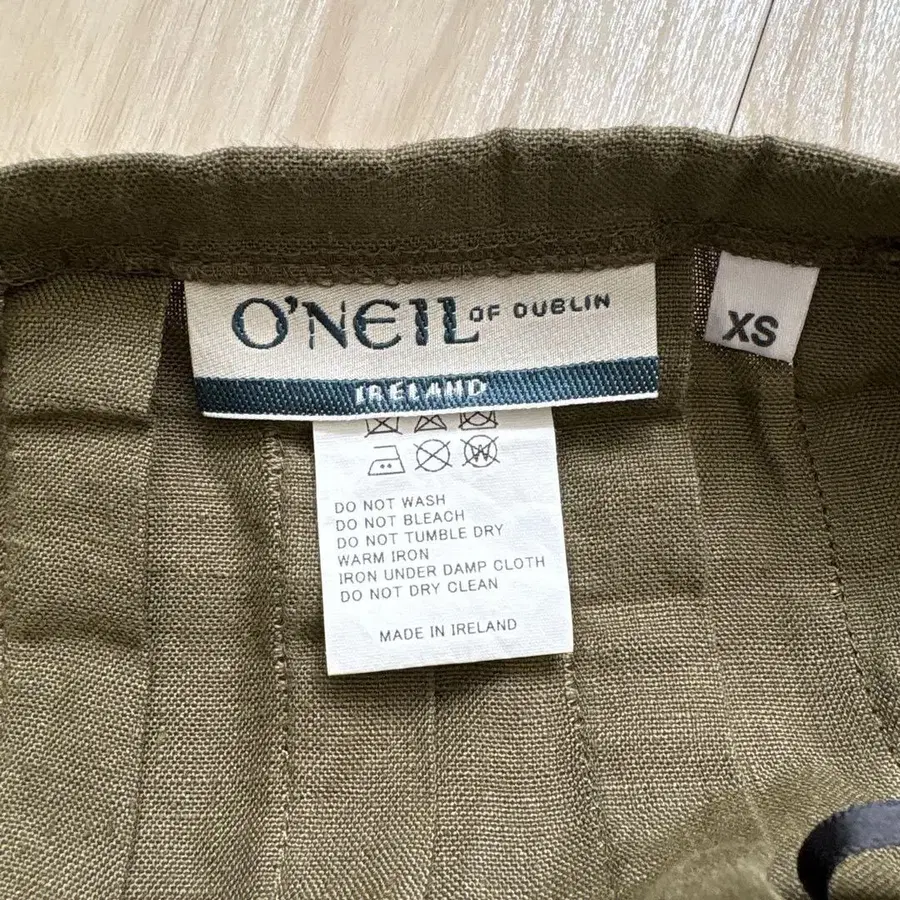 O'NEIL OF DUBLIN
IRELAND
XS
W
DO NOT WASH
DO NOT BLEACH
DO NOT TUMBLE DRY
WARM IRON
IRON UNDER DAMP CLOTH
DO NOT DRY CLEAN
MADE IN IRELAND